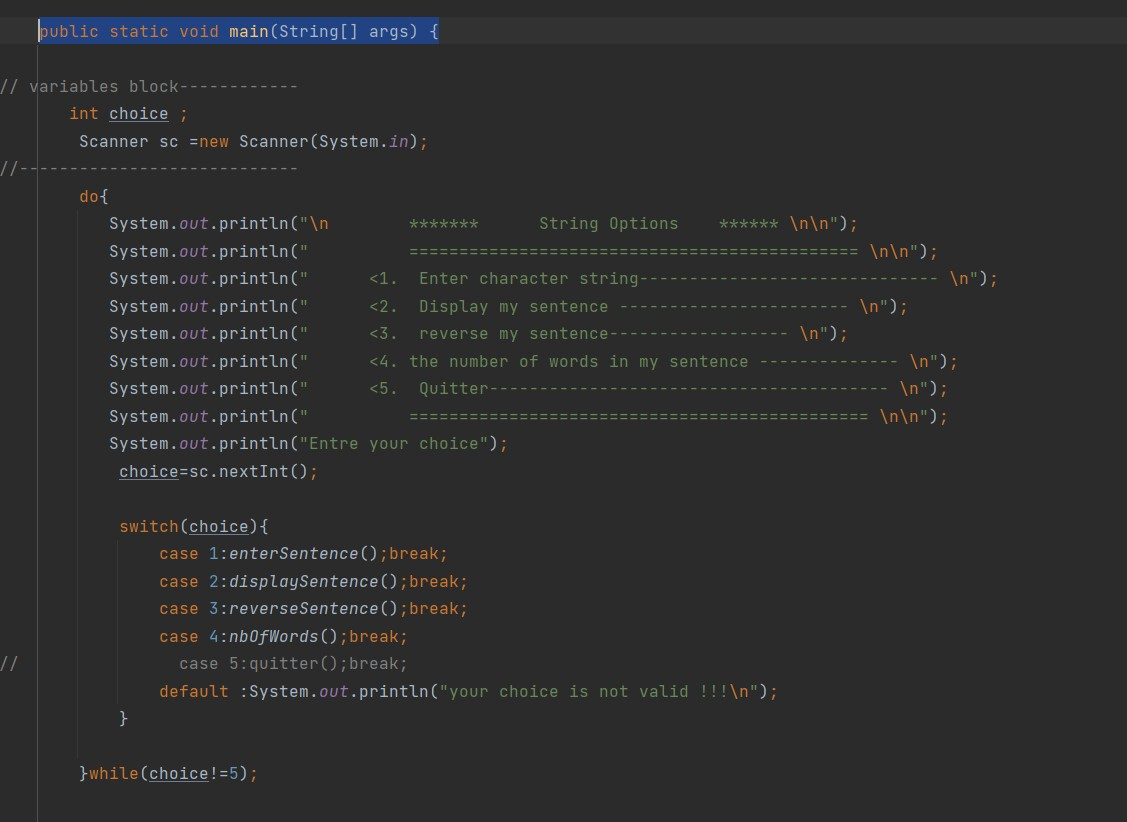 public static void main(String[] args) {
// variables block------------
int choice ;
Scanner sc =new Scanner(System.in);
//----------------------------
do{
System.out.println("\n        *******      String Options    ****** \n\n");
System.out.println("          ============================================= \n\n");
System.out.println("      <1.  Enter character string------------------------------ \n");
System.out.println("      <2.  Display my sentence ----------------------- \n");
System.out.println("      <3.  reverse my sentence------------------ \n");
System.out.println("      <4. the number of words in my sentence -------------- \n");
System.out.println("      <5.  Quitter---------------------------------------- \n");
System.out.println("          ============================================== \n\n");
System.out.println("Entre your choice");
choice=sc.nextInt();
switch(choice){
case 1:enterSentence();break;
case 2:displaySentence();break;
case 3:reverseSentence();break;
case 4:nbOfWords();break;
//                case 5:quitter();break;
default :System.out.println("your choice is not valid !!!\n");
}
}while(choice!=5);